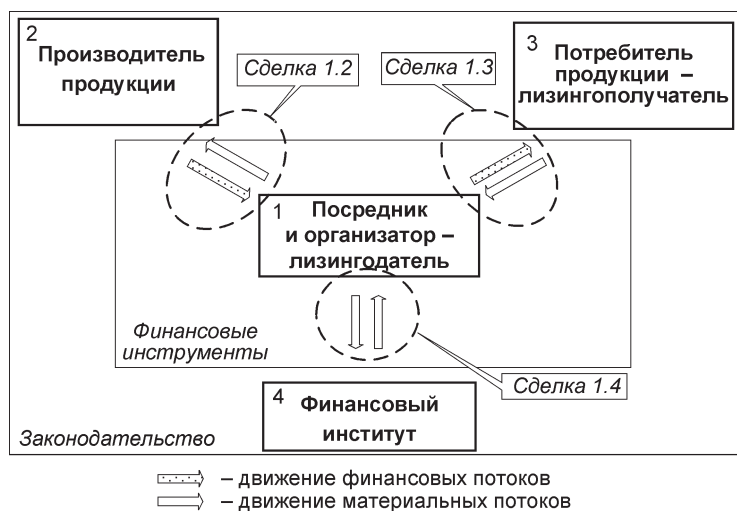 2
Производитель
продукции
Сделка 1.2
Сделка 1.3
3
Потребитель
продукции –
лизингополучатель
1
Посредник
и организатор –
лизингодатель
Финансовые
инструменты
Сделка 1.4
4
Финансовый
институт
Законодательство
– движение финансовых потоков
– движение материальных потоков